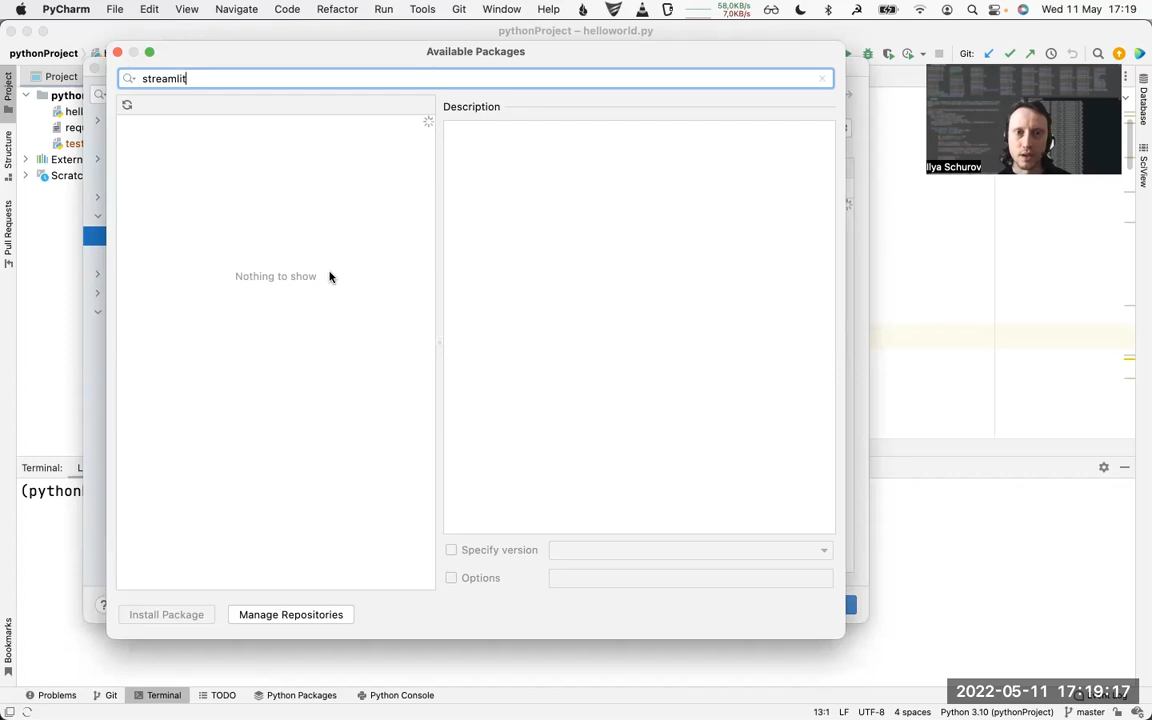 PyCharm File Edit View Navigate Code Refactor Run Tools Git Window Help 58,0KB/s 7,0KB/s Wed 11 May 17:19
pythonProject – helloworld.py
pythonProject
Git:
Available Packages
Project
streamlit
Description
Ilya Schurov
Nothing to show
Project
Structure
Pull Requests
Bookmarks
Database
SciView
Terminal:
Specify version
Options
Install Package
Manage Repositories
?
Problems Git Terminal TODO Python Packages Python Console
2022-05-11 17:19:17
13:1 LF UTF-8 4 spaces Python 3.10 (pythonProject) master